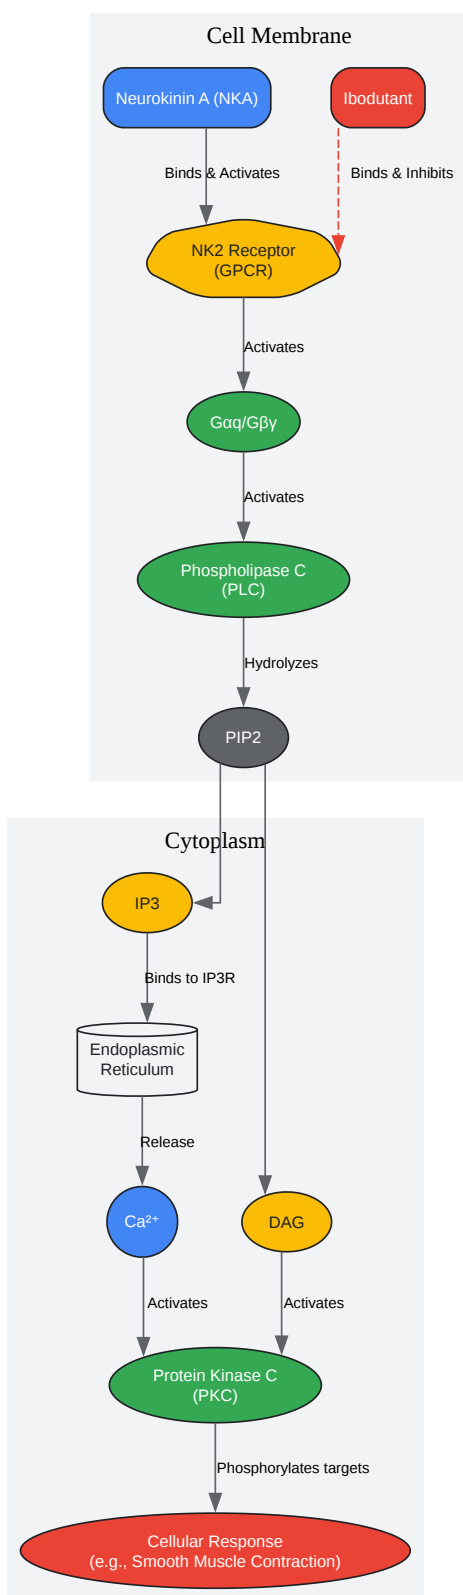 Cell Membrane
Neurokinin A (NKA)
Ibodutant
Binds & Activates
Binds & Inhibits
NK2 Receptor
(GPCR)
Activates
Gαq/Gβγ
Activates
Phospholipase C
(PLC)
Hydrolyzes
PIP2
Cytoplasm
IP3
Binds to IP3R
Endoplasmic
Reticulum
Release
Ca²⁺
DAG
Activates
Activates
Protein Kinase C
(PKC)
Phosphorylates targets
Cellular Response
(e.g., Smooth Muscle Contraction)